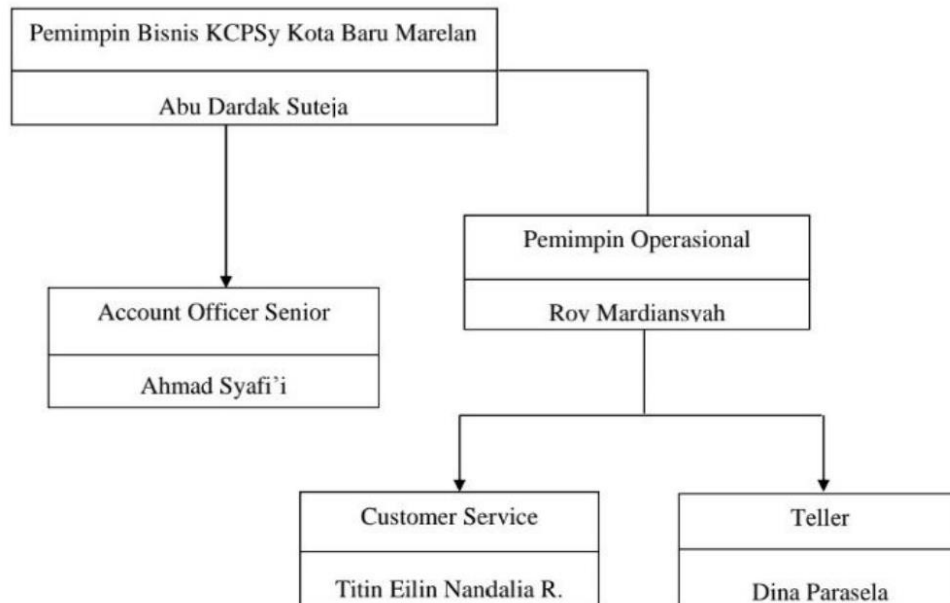 Pemimpin Bisnis KCPSy Kota Baru Marelan
Abu Dardak Suteja
Pemimpin Operasional
Roy Mardiansyah
Account Officer Senior
Ahmad Syafi’i
Customer Service
Titin Eilin Nandalia R.
Teller
Dina Parasela